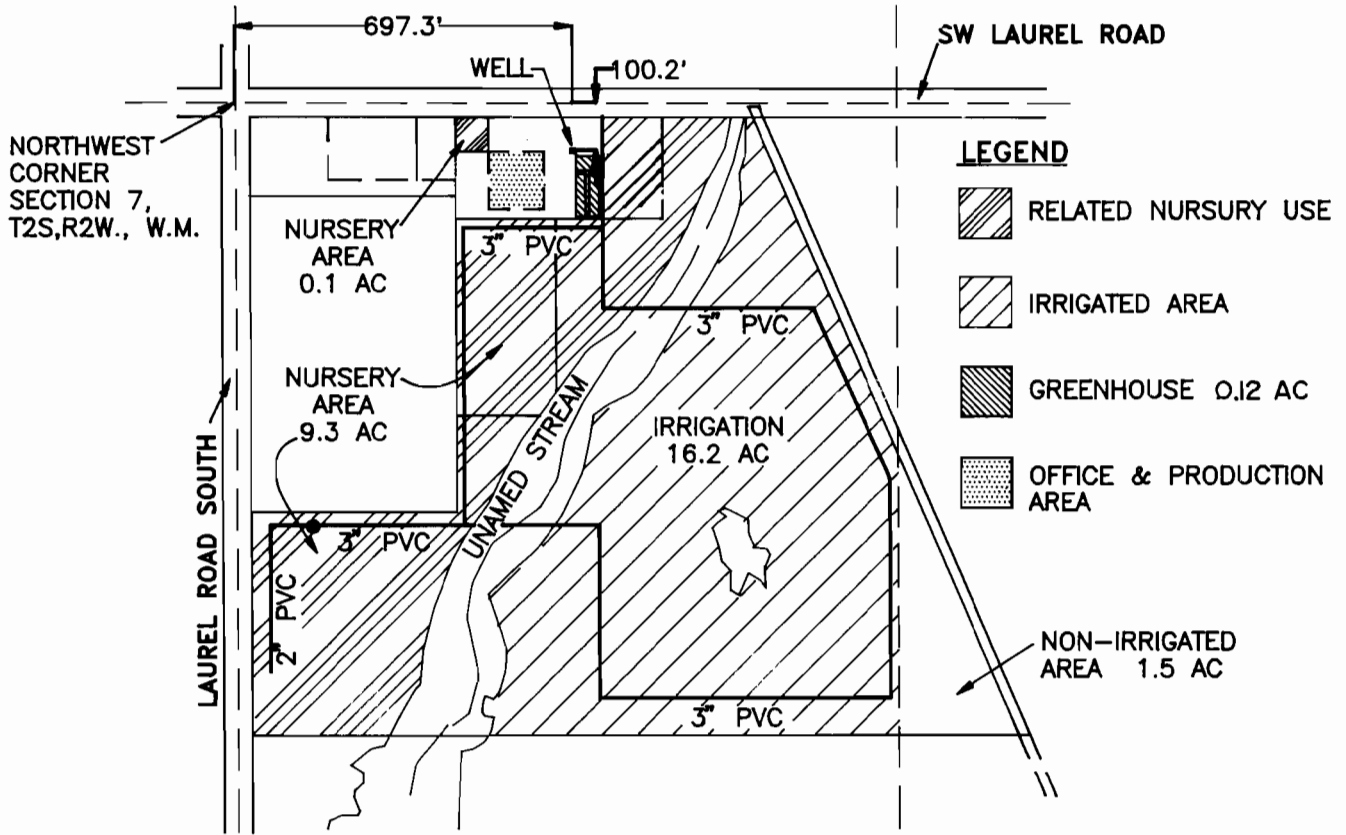 697.3'
SW LAUREL ROAD
WELL
100.2'
NORTHWEST
CORNER
SECTION 7,
T2S,R2W., W.M.
LEGEND
RELATED NURSURY USE
IRRIGATED AREA
GREENHOUSE 0.12 AC
OFFICE & PRODUCTION
AREA
NURSERY
AREA
0.1 AC
3" PVC
3" PVC
NURSERY
AREA
9.3 AC
IRRIGATION
16.2 AC
UNAMED STREAM
LAUREL ROAD SOUTH
3" PVC
2" PVC
NON-IRRIGATED
AREA 1.5 AC
3" PVC